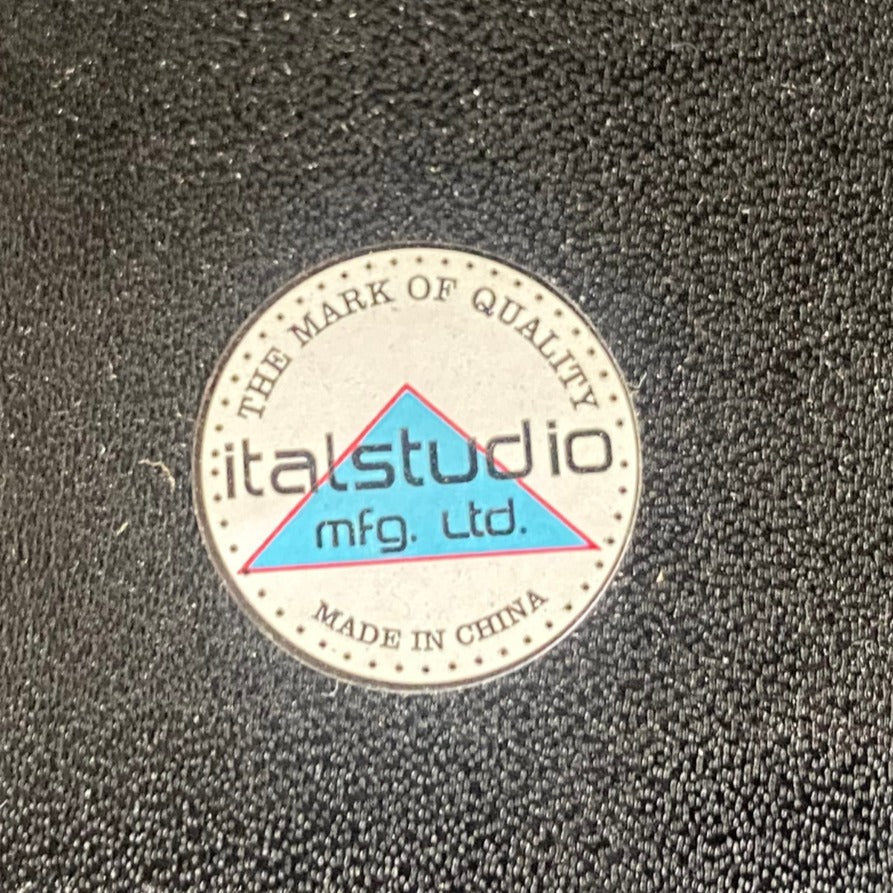 THE MARK OF QUALITY
italstudio
mfg. Ltd.
MADE IN CHINA